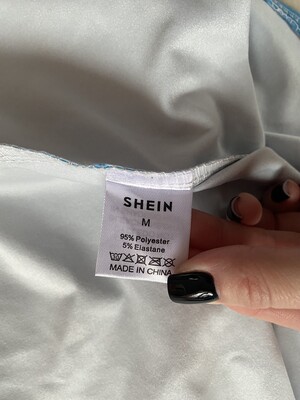 SHEIN
M
95% Polyester
5% Elastane
MADE IN CHINA